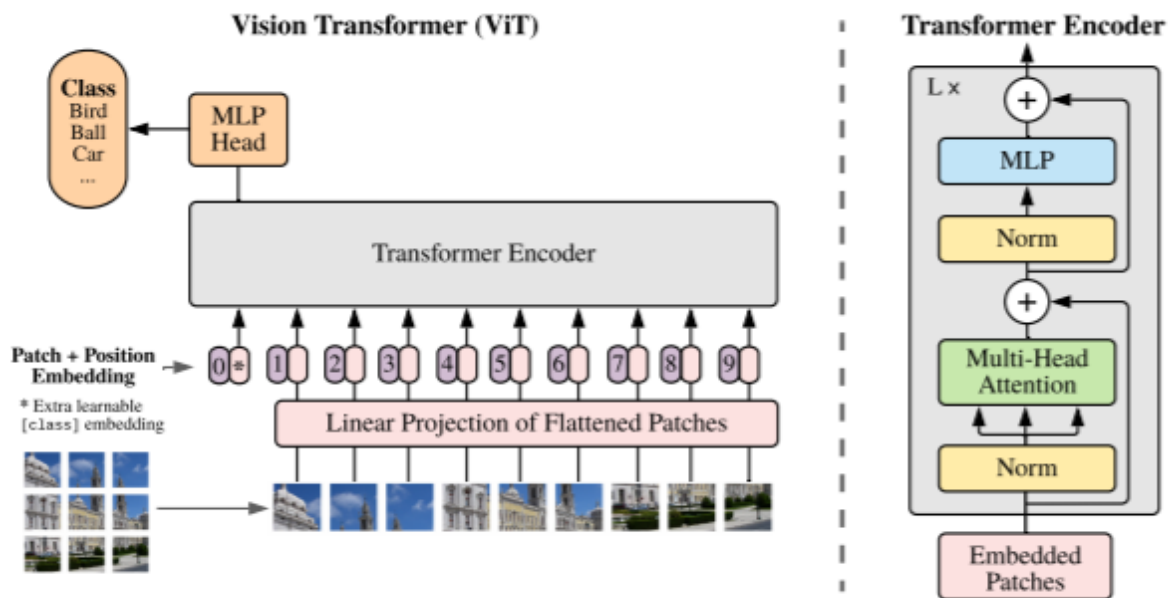 Vision Transformer (ViT)
Class
Bird
Ball
Car
...
MLP
Head
Transformer Encoder
Patch + Position
Embedding
0 * 1 2 3 4 5 6 7 8 9
* Extra learnable
[class] embedding
Linear Projection of Flattened Patches
Transformer Encoder
L ×
+
MLP
Norm
+
Multi-Head
Attention
Norm
Embedded
Patches